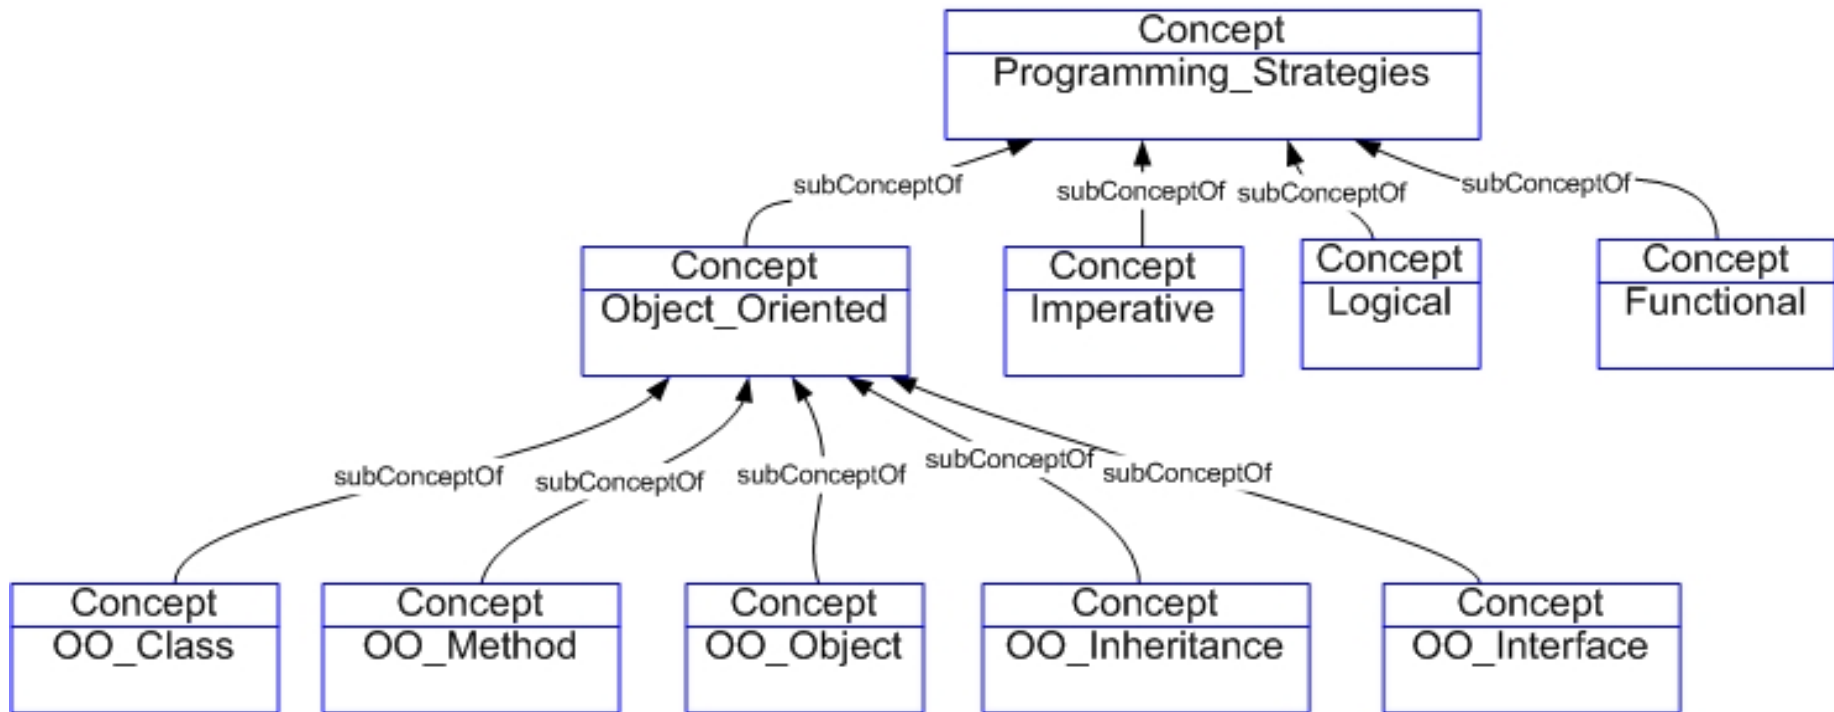 Concept
Programming_Strategies
subConceptOf
subConceptOf
subConceptOf
subConceptOf
Concept
Object_Oriented
Concept
Imperative
Concept
Logical
Concept
Functional
subConceptOf
subConceptOf
subConceptOf
subConceptOf
subConceptOf
Concept
OO_Class
Concept
OO_Method
Concept
OO_Object
Concept
OO_Inheritance
Concept
OO_Interface